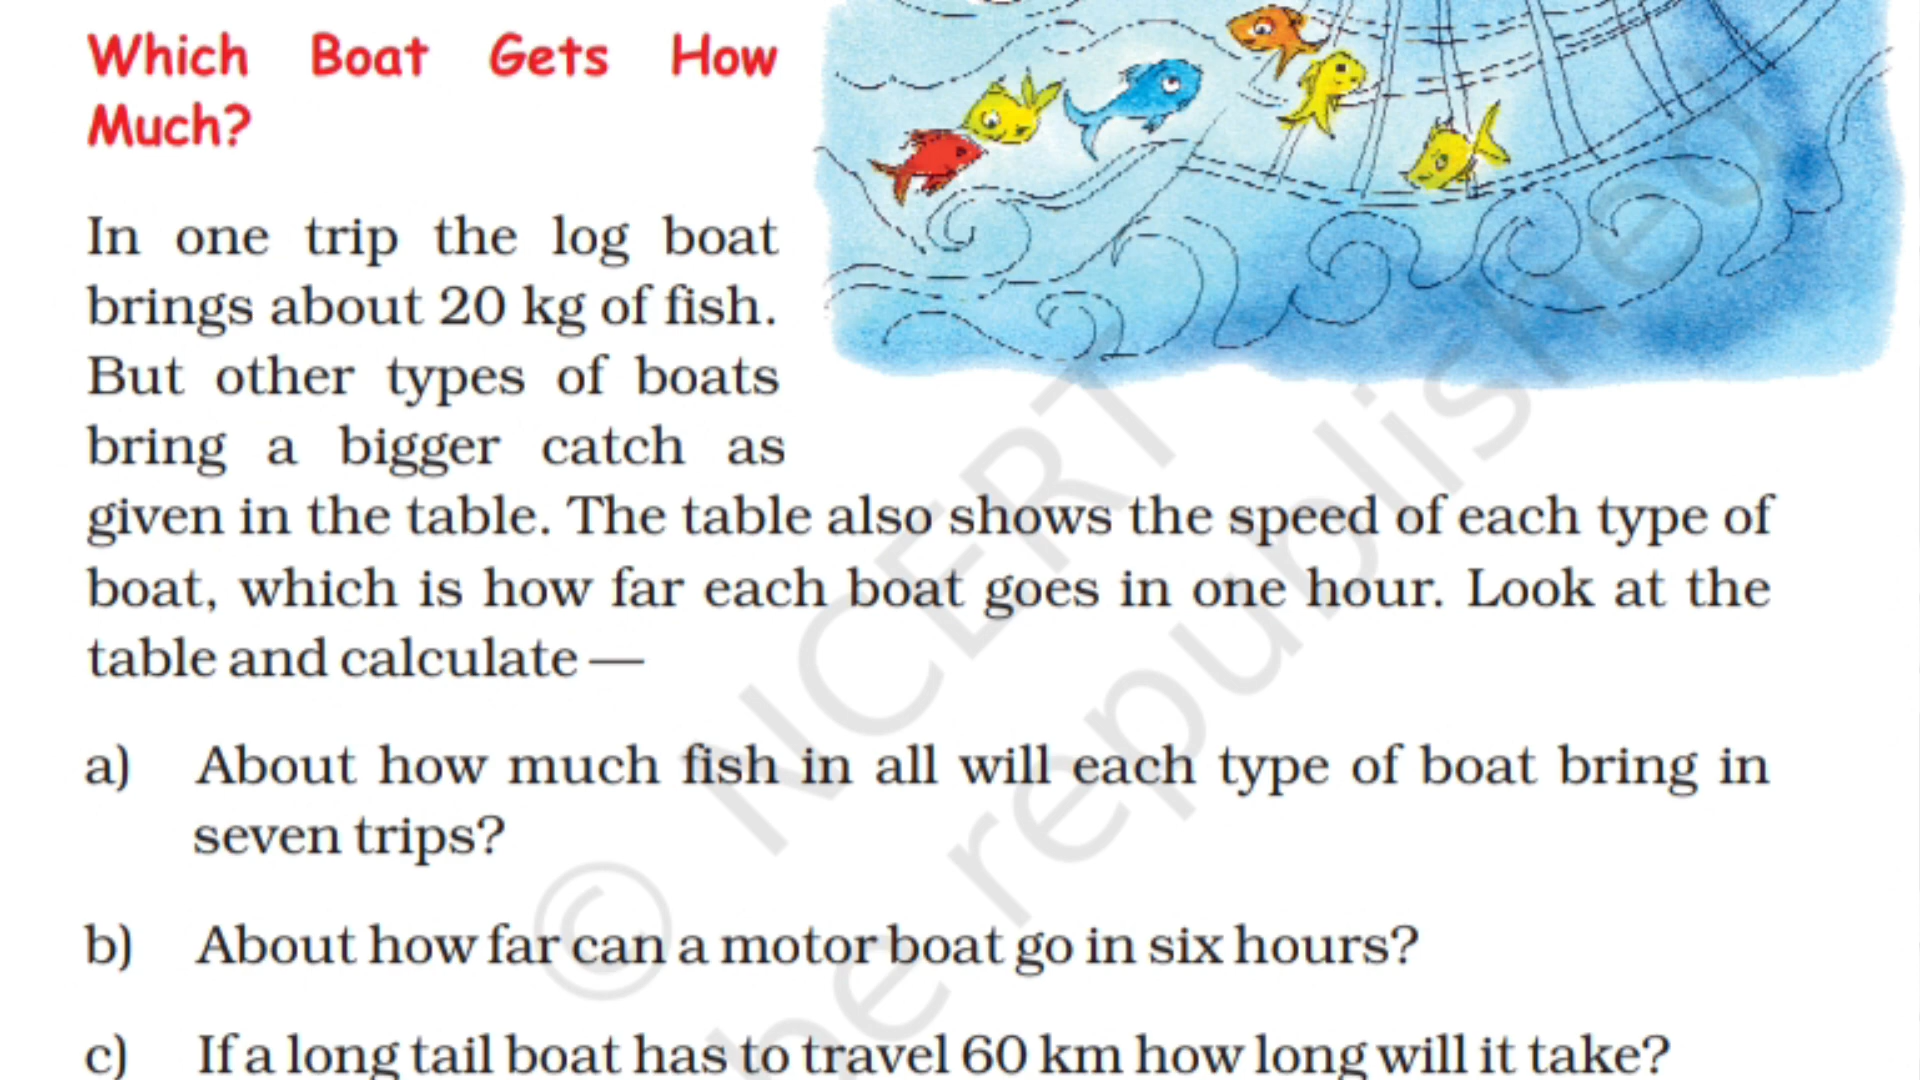 Which Boat Gets How
Much?
In one trip the log boat
brings about 20 kg of fish.
But other types of boats
bring a bigger catch as
given in the table. The table also shows the speed of each type of
boat, which is how far each boat goes in one hour. Look at the
table and calculate —
a) About how much fish in all will each type of boat bring in
seven trips?
b) About how far can a motor boat go in six hours?
c) If a long tail boat has to travel 60 km how long will it take?
© NCERT
be republished